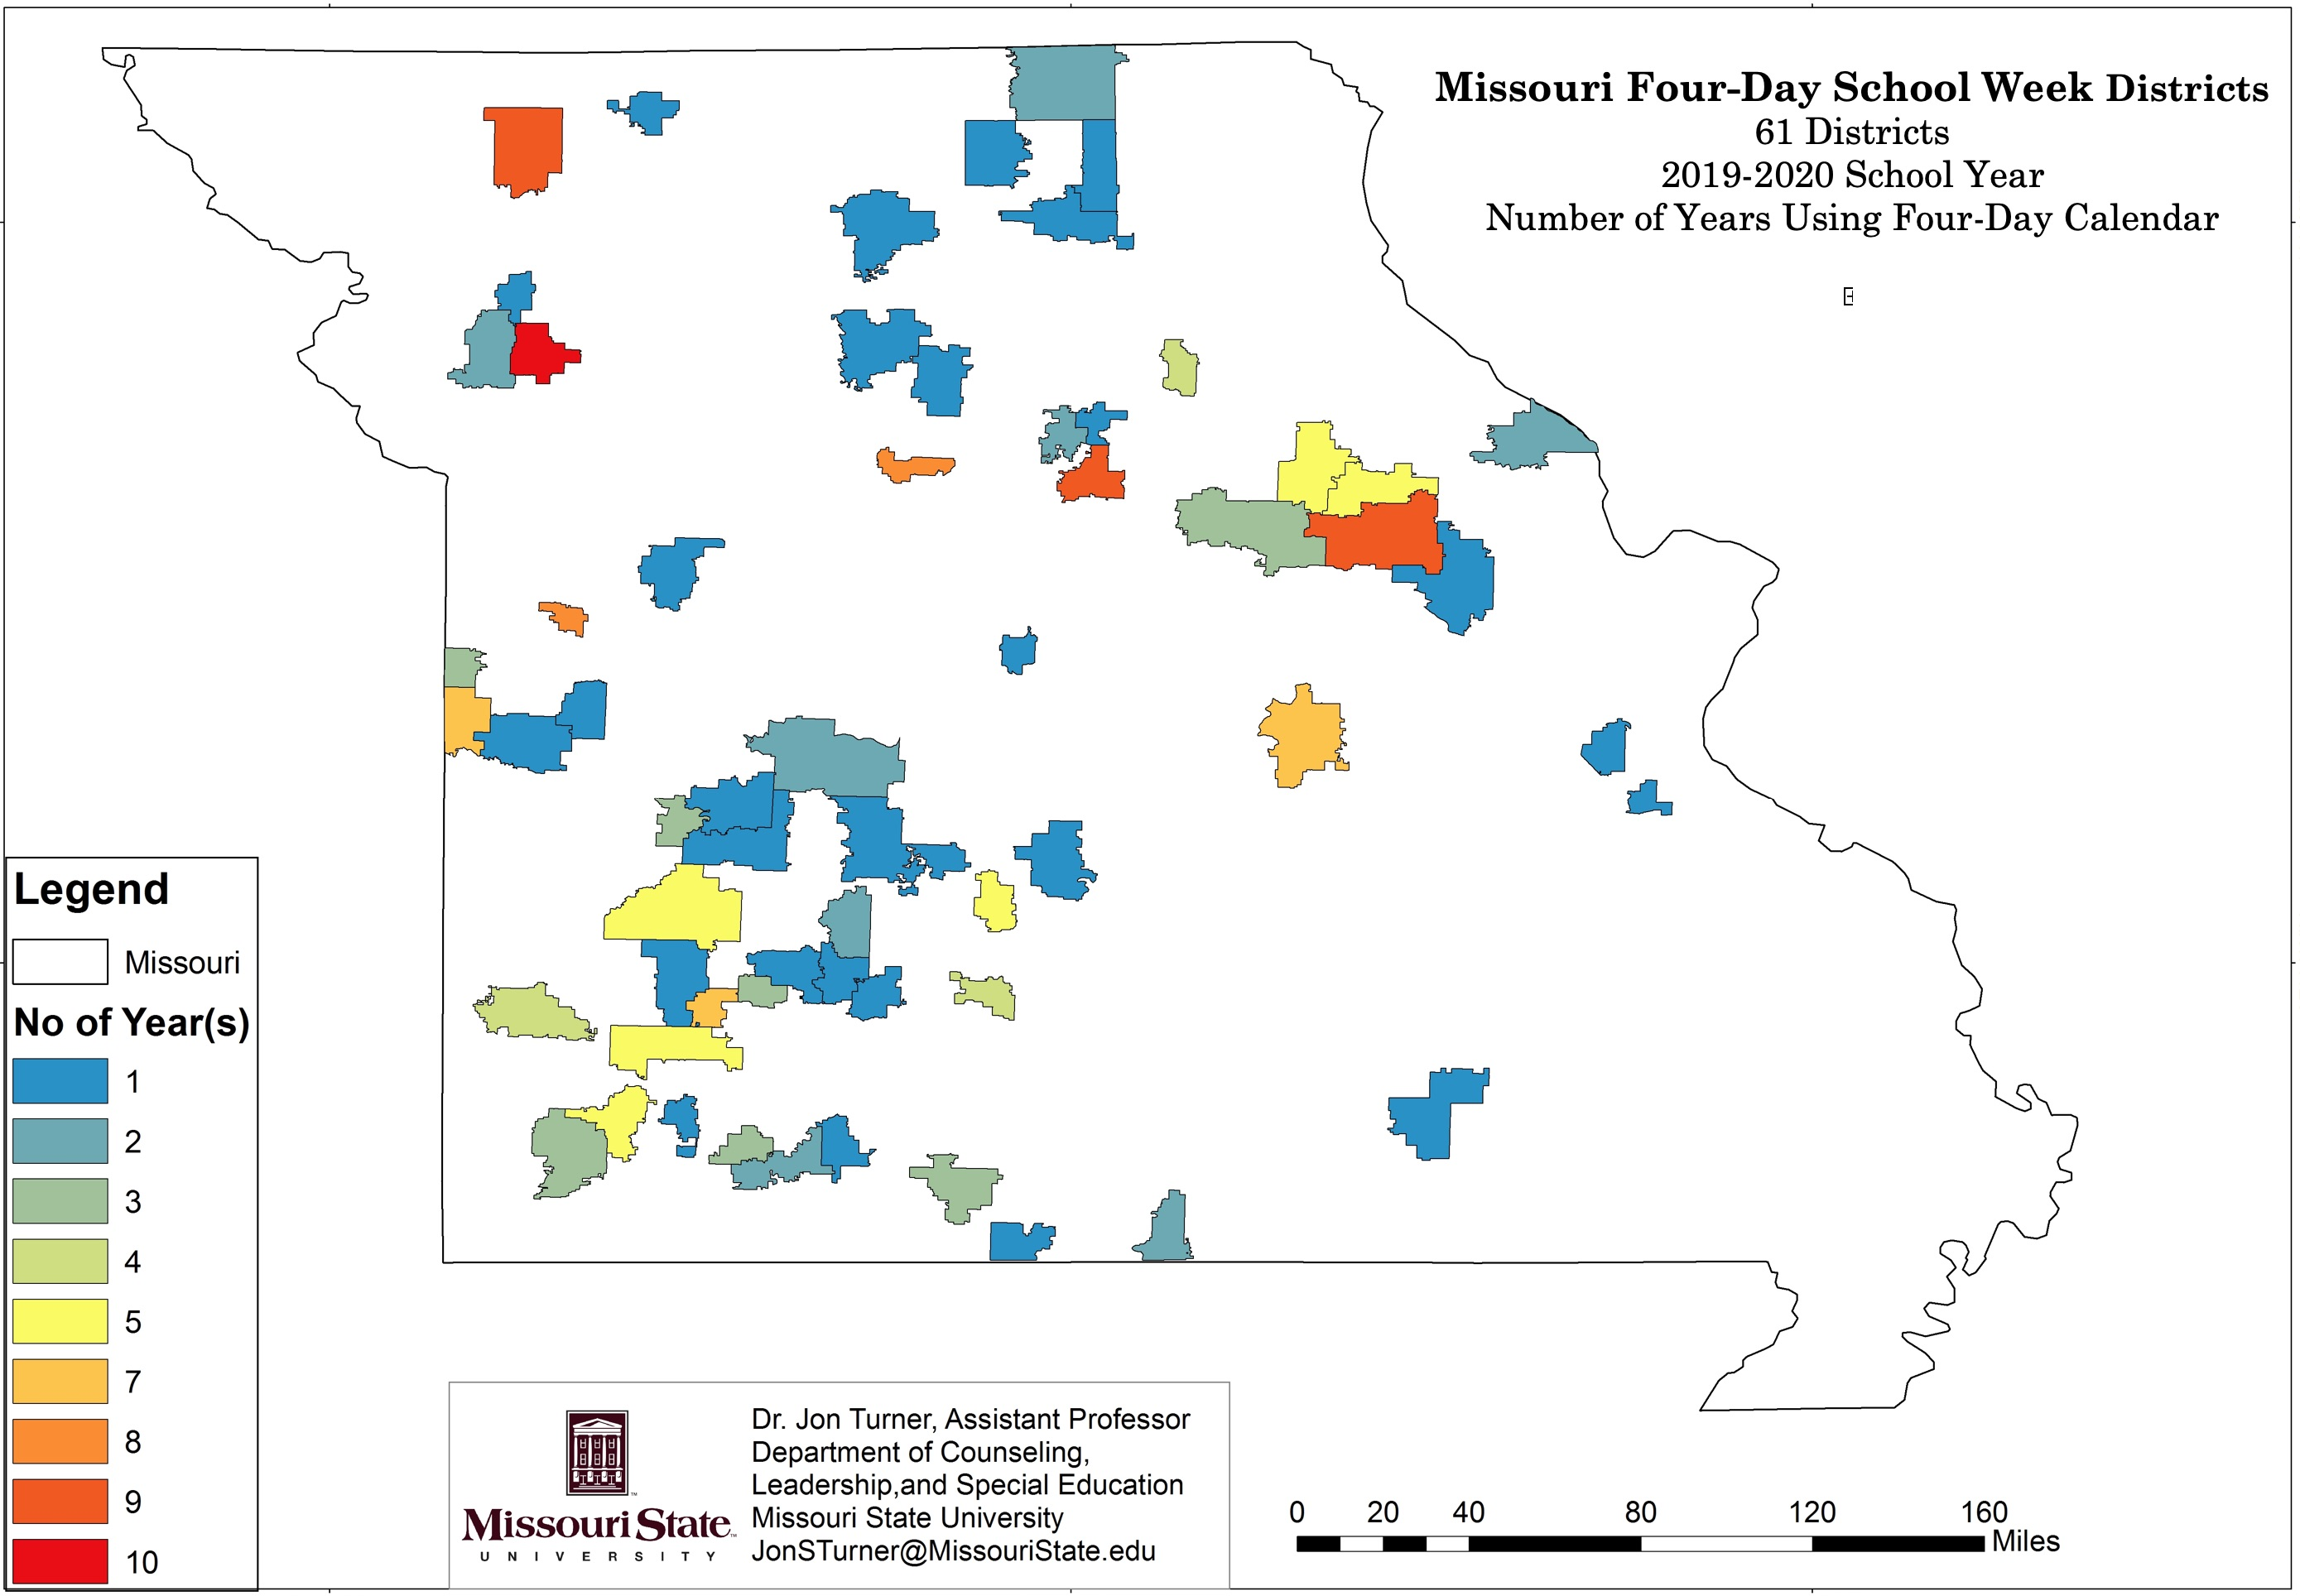 Missouri Four-Day School Week Districts
61 Districts
2019-2020 School Year
Number of Years Using Four-Day Calendar
Legend
Missouri
No of Year(s)
1
2
3
4
5
7
8
9
10
Missouri State™
UNIVERSITY
Dr. Jon Turner, Assistant Professor
Department of Counseling,
Leadership,and Special Education
Missouri State University
JonSTurner@MissouriState.edu
0 20 40 80 120 160
Miles